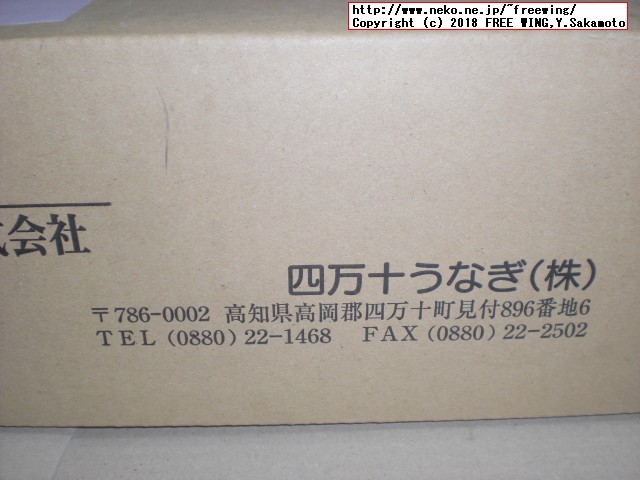 http://www.neko.ne.jp/~freewing/
Copyright (c) 2018 FREE WING,Y.Sakamoto
式会社
四万十うなぎ(株)
〒786-0002 高知県高岡郡四万十町見付896番地6
TEL (0880) 22-1468 FAX (0880) 22-2502